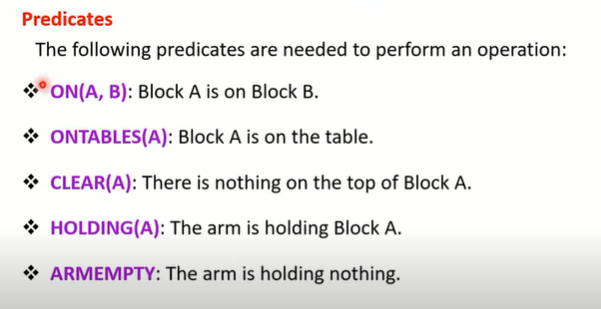 Predicates
The following predicates are needed to perform an operation:
❖ ON(A, B): Block A is on Block B.
❖ ONTABLES(A): Block A is on the table.
❖ CLEAR(A): There is nothing on the top of Block A.
❖ HOLDING(A): The arm is holding Block A.
❖ ARMEMPTY: The arm is holding nothing.